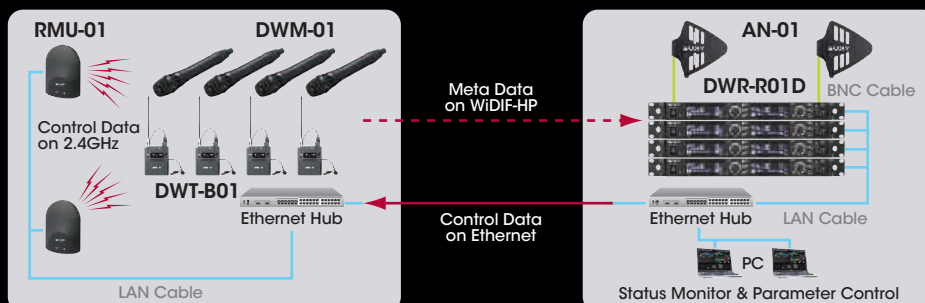 RMU-01
DWM-01
Control Data
on 2.4GHz
DWT-B01
Ethernet Hub
LAN Cable
Meta Data
on WiDIF-HP
Control Data
on Ethernet
AN-01
DWR-R01D
BNC Cable
Ethernet Hub
LAN Cable
PC
Status Monitor & Parameter Control